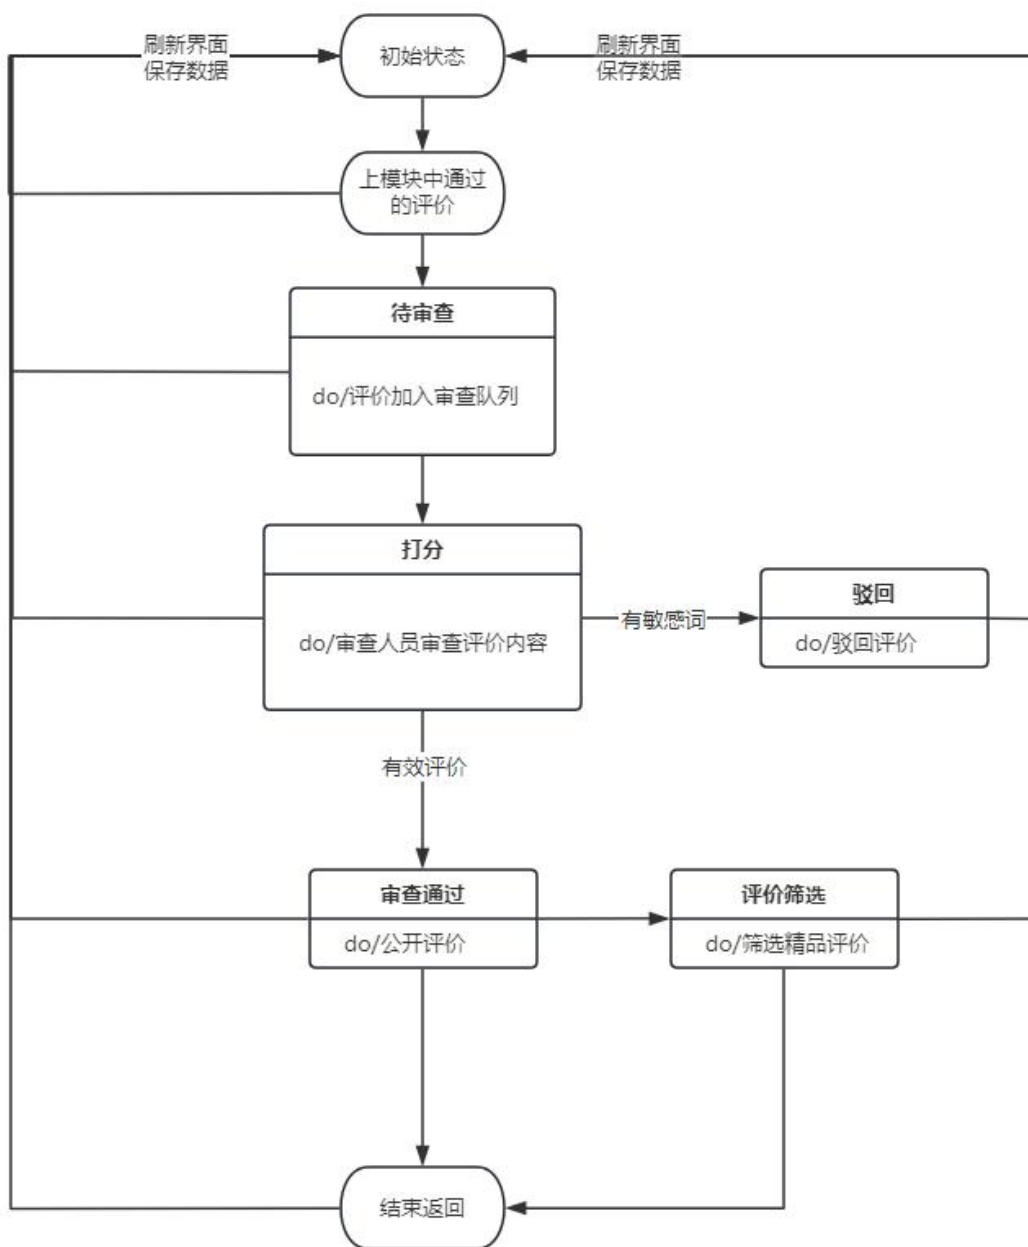 刷新界面
保存数据
初始状态
刷新界面
保存数据
上模块中通过
的评价
待审查
do/评价加入审查队列
打分
do/审查人员审查评价内容
有敏感词
驳回
do/驳回评价
有效评价
审查通过
do/公开评价
评价筛选
do/筛选精品评价
结束返回